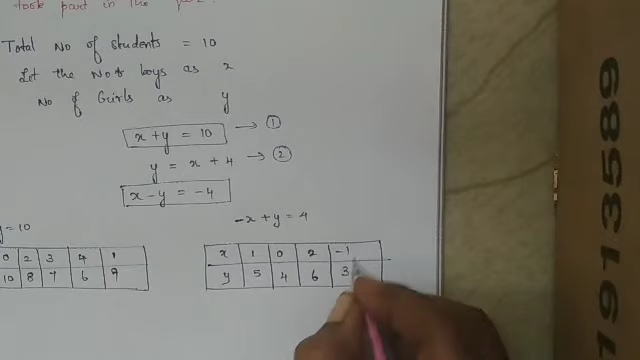 took part in the
Total No of students = 10
Let the No of boys as x
No of Girls as y
x + y = 10 → ①
y = x + 4 → ②
x - y = -4
y = 10
-x + y = 4
0 2 3 4 1
10 8 7 6 9
x 1 0 2 -1
y 5 4 6 3
9113589